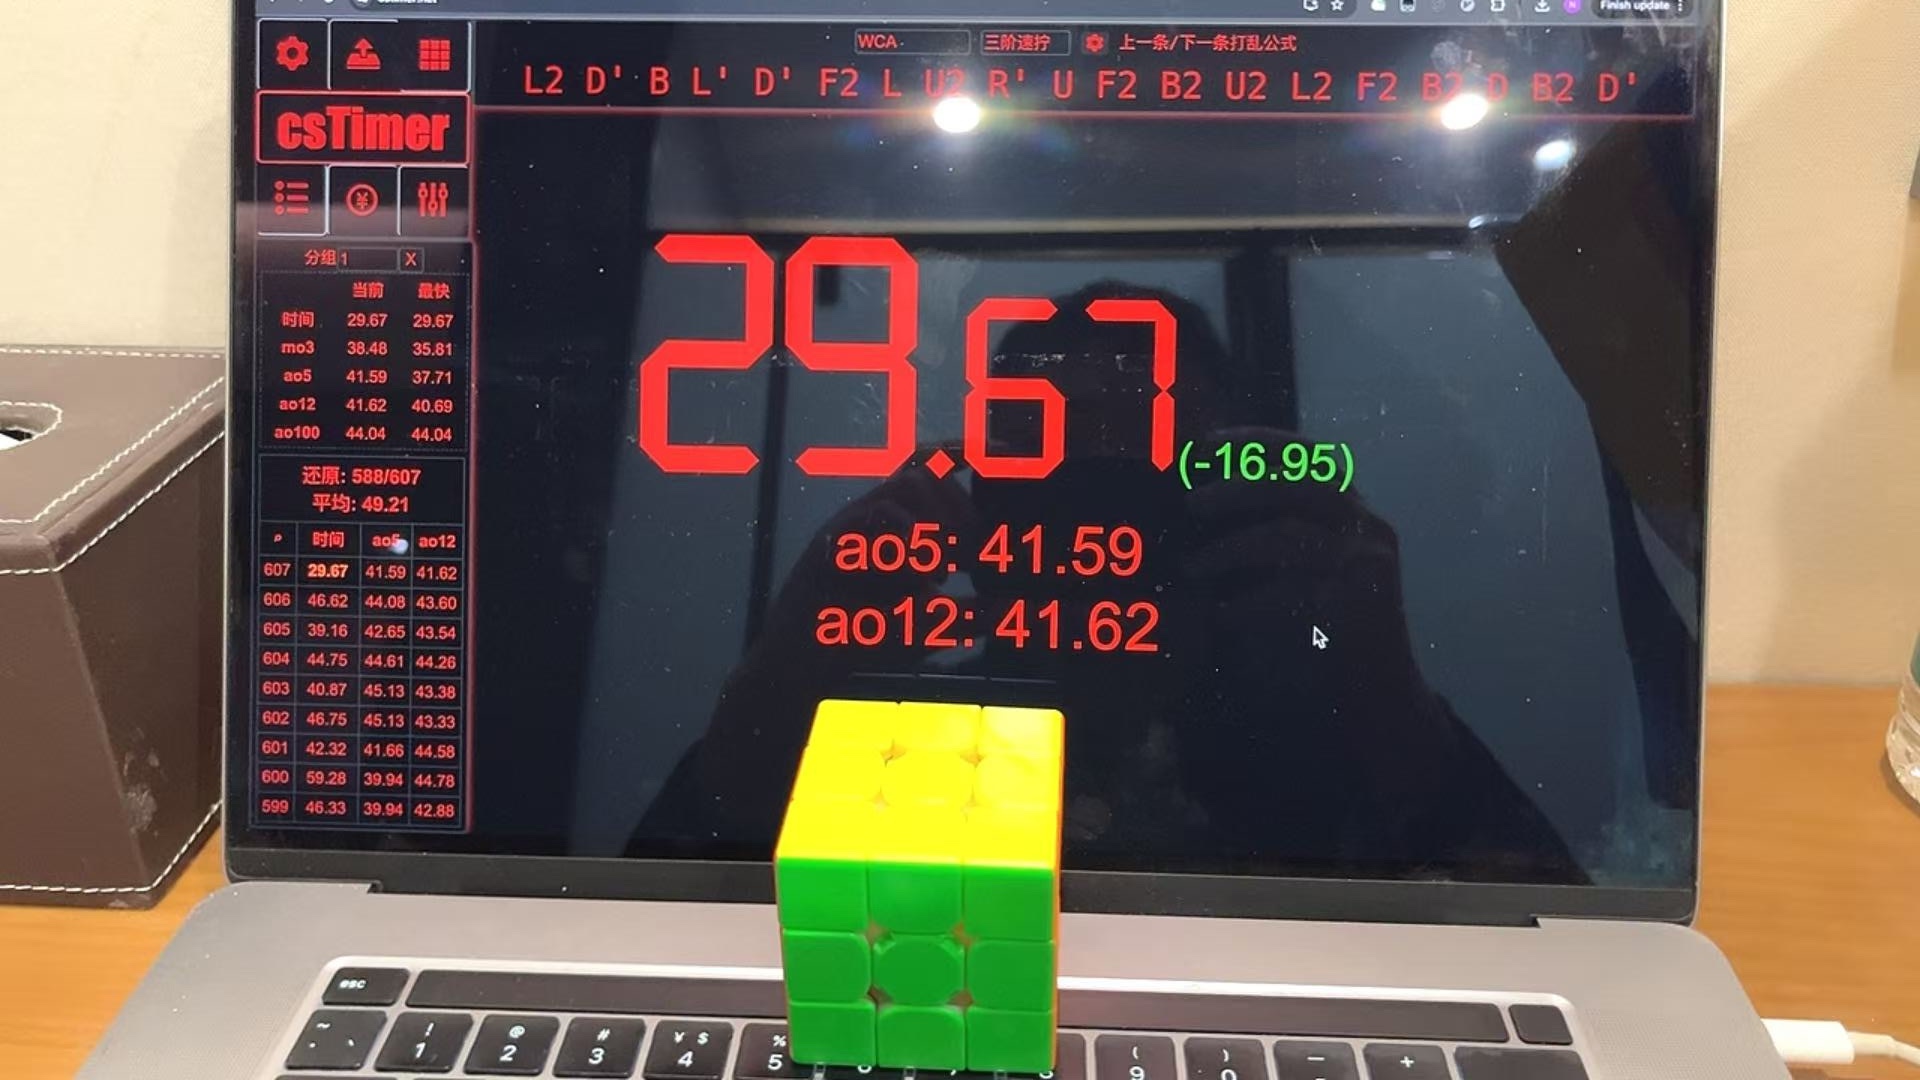 Finish update
WCA
三阶速拧
上一条/下一条打乱公式
L2 D' B L' D' F2 L U2 R' U F2 B2 U2 L2 F2 B2 D B2 D'
csTimer
分组 1 X
当前 最快
时间 29.67 29.67
mo3 38.48 35.81
ao5 41.59 37.71
ao12 41.62 40.69
ao100 44.04 44.04
还原: 588/607
平均: 49.21
时间 ao5 ao12
607 29.67 41.59 41.62
606 46.62 44.08 43.60
605 39.16 42.65 43.54
604 44.75 44.61 44.26
603 40.87 45.13 43.38
602 46.75 45.13 43.33
601 42.32 41.66 44.58
600 59.28 39.94 44.78
599 46.33 39.94 42.88
29.67
(-16.95)
ao5: 41.59
ao12: 41.62
esc
~ ! @ # ¥ $ % ( ) — +
1 2 3 4 5 9 0